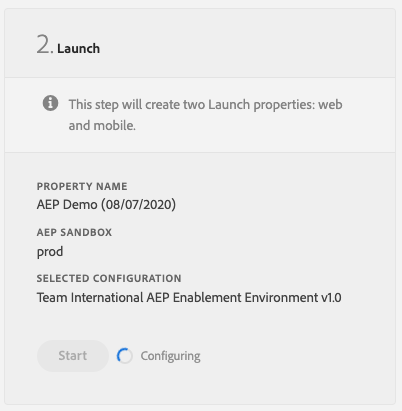 2. Launch
This step will create two Launch properties: web
and mobile.
PROPERTY NAME
AEP Demo (08/07/2020)
AEP SANDBOX
prod
SELECTED CONFIGURATION
Team International AEP Enablement Environment v1.0
Start Configuring